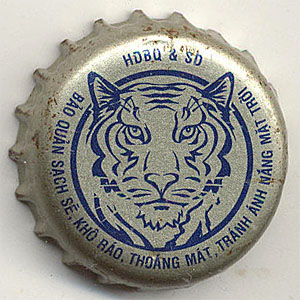 HDBQ & SD
BẢO QUẢN SẠCH SẼ, KHÔ RÁO, THOÁNG MÁT, TRÁNH ÁNH NẮNG MẶT TRỜI